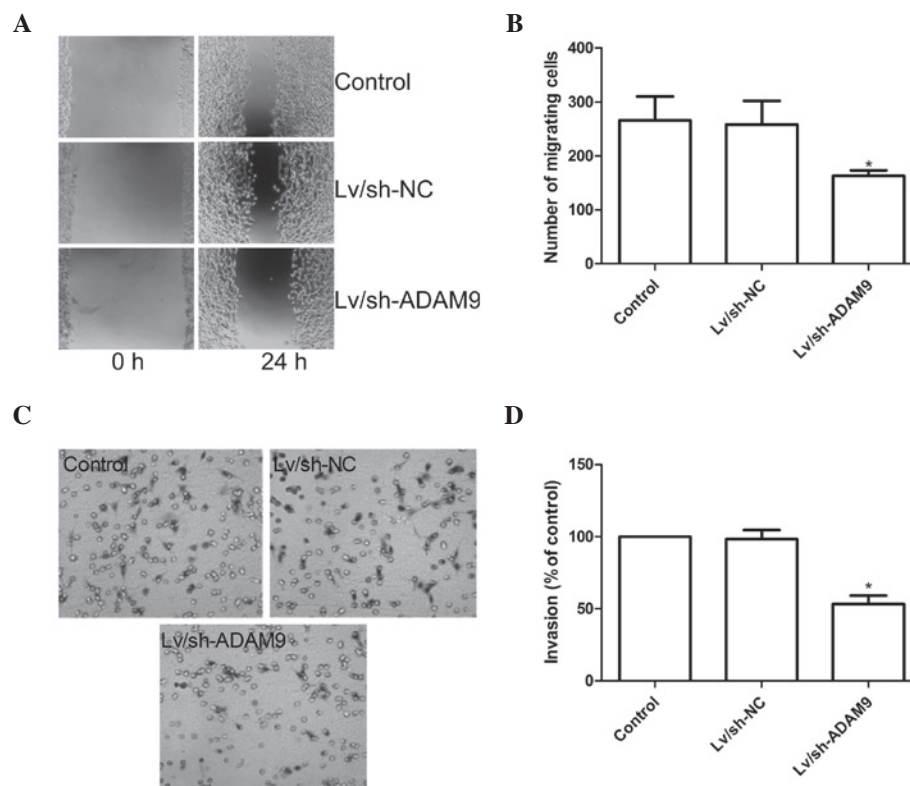 A
Control
Lv/sh-NC
Lv/sh-ADAM9
0 h
24 h
B
Number of migrating cells
400
300
200
100
0
*
Control
Lv/sh-NC
Lv/sh-ADAM9
C
Control
Lv/sh-NC
Lv/sh-ADAM9
D
Invasion (% of control)
150
100
50
0
*
Control
Lv/sh-NC
Lv/sh-ADAM9